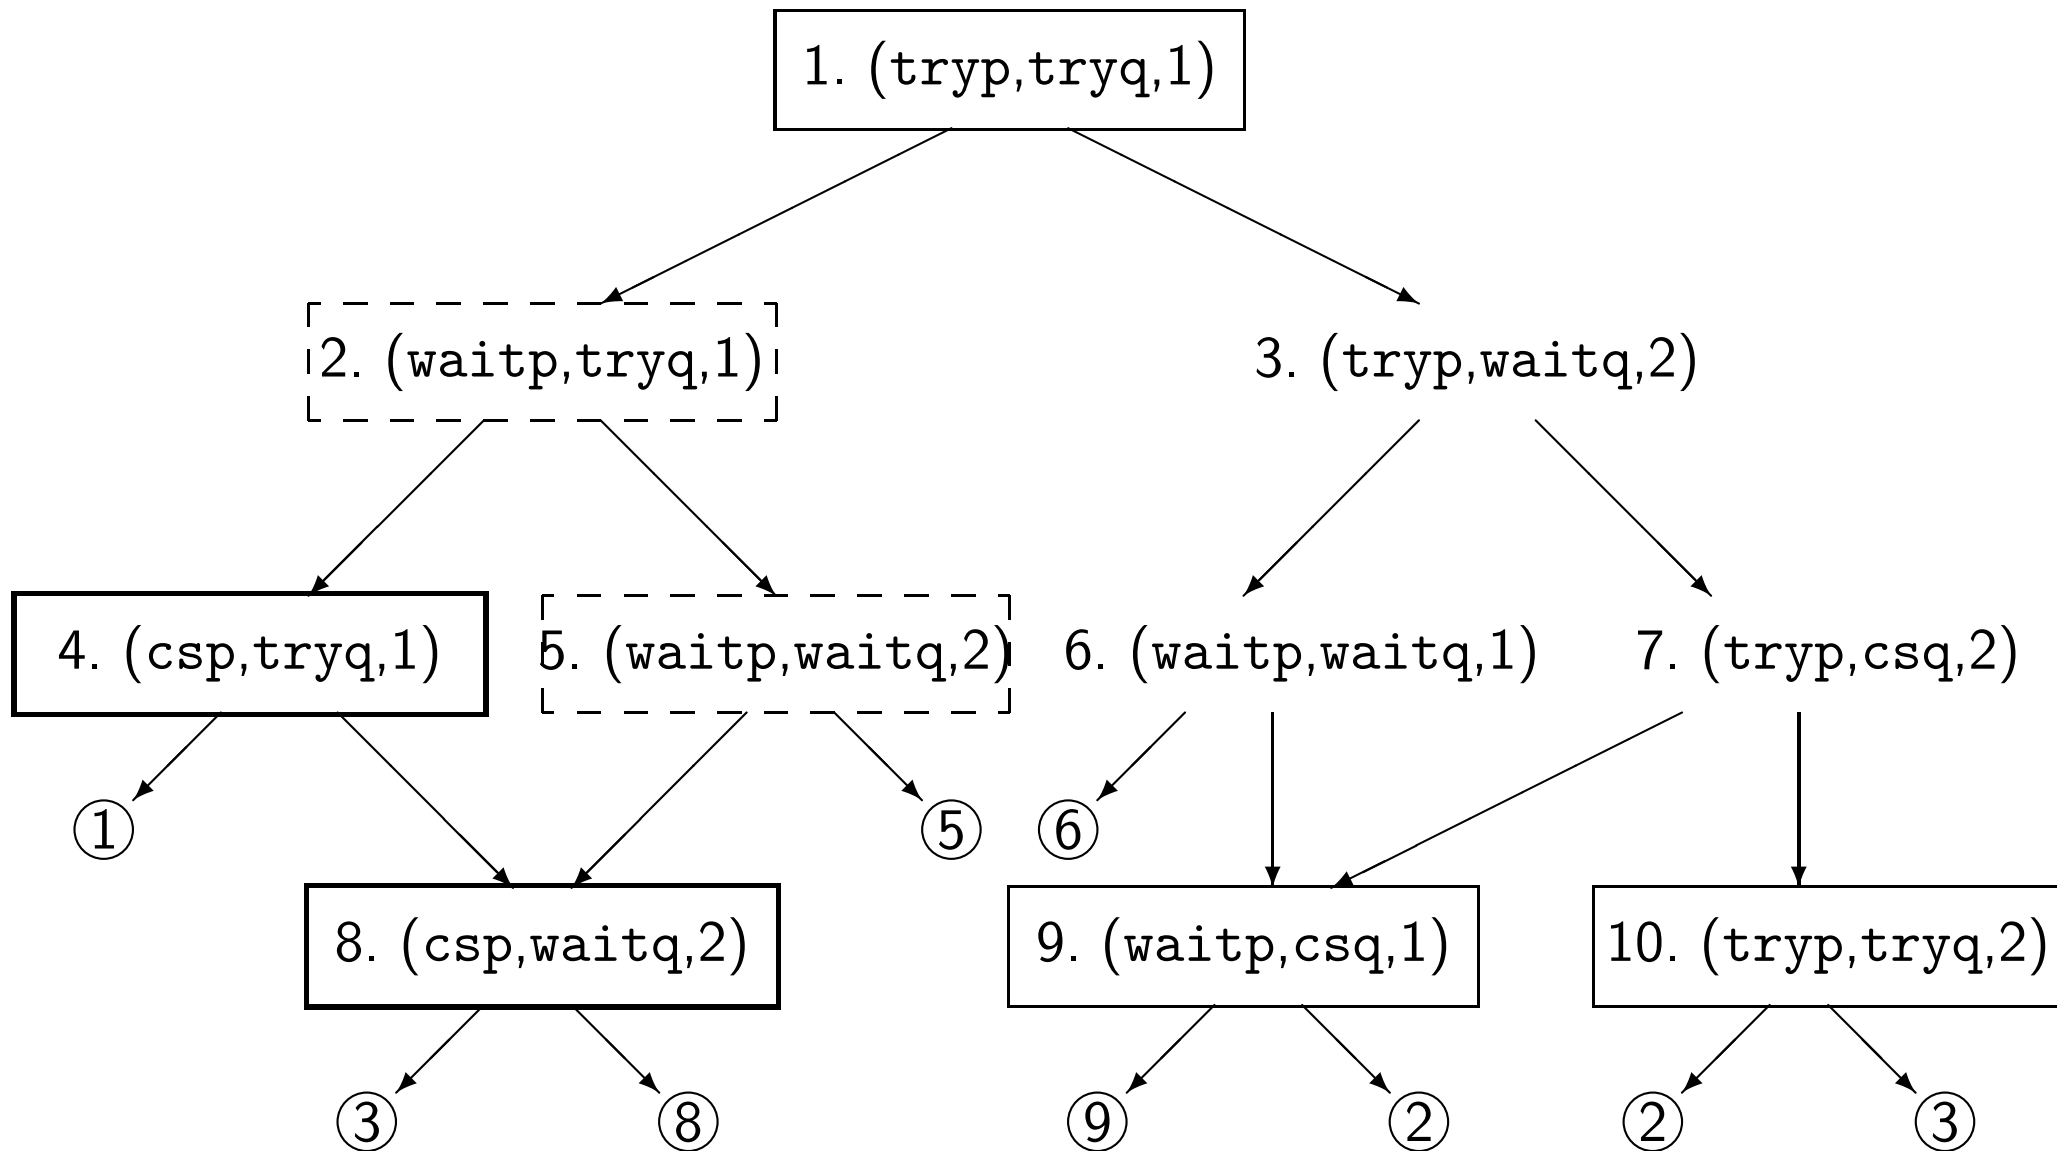 1. (tryp,tryq,1)
2. (waitp,tryq,1)
3. (tryp,waitq,2)
4. (csp,tryq,1)
5. (waitp,waitq,2)
6. (waitp,waitq,1)
7. (tryp,csq,2)
1
5
6
8. (csp,waitq,2)
9. (waitp,csq,1)
10. (tryp,tryq,2)
3
8
9
2
2
3